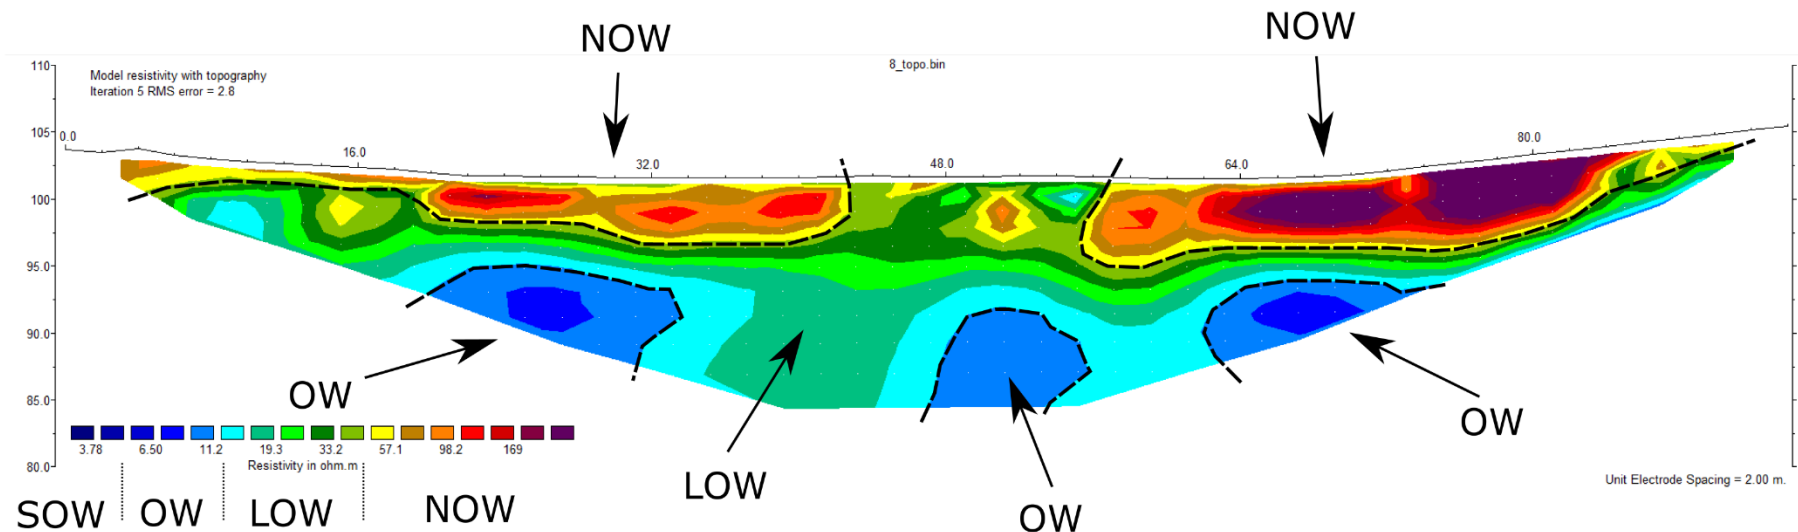 NOW
NOW
110
Model resistivity with topography
8_topo.bin
Iteration 5 RMS error = 2.8
105
0.0
80.0
16.0
32.0
48.0
64.0
100
95.0
90.0
OW
85.0
OW
3.78 6.50 11.2 19.3 33.2 57.1 98.2 169
80.0
Resistivity in ohm.m
LOW
Unit Electrode Spacing = 2.00 m.
SOW OW LOW NOW
OW